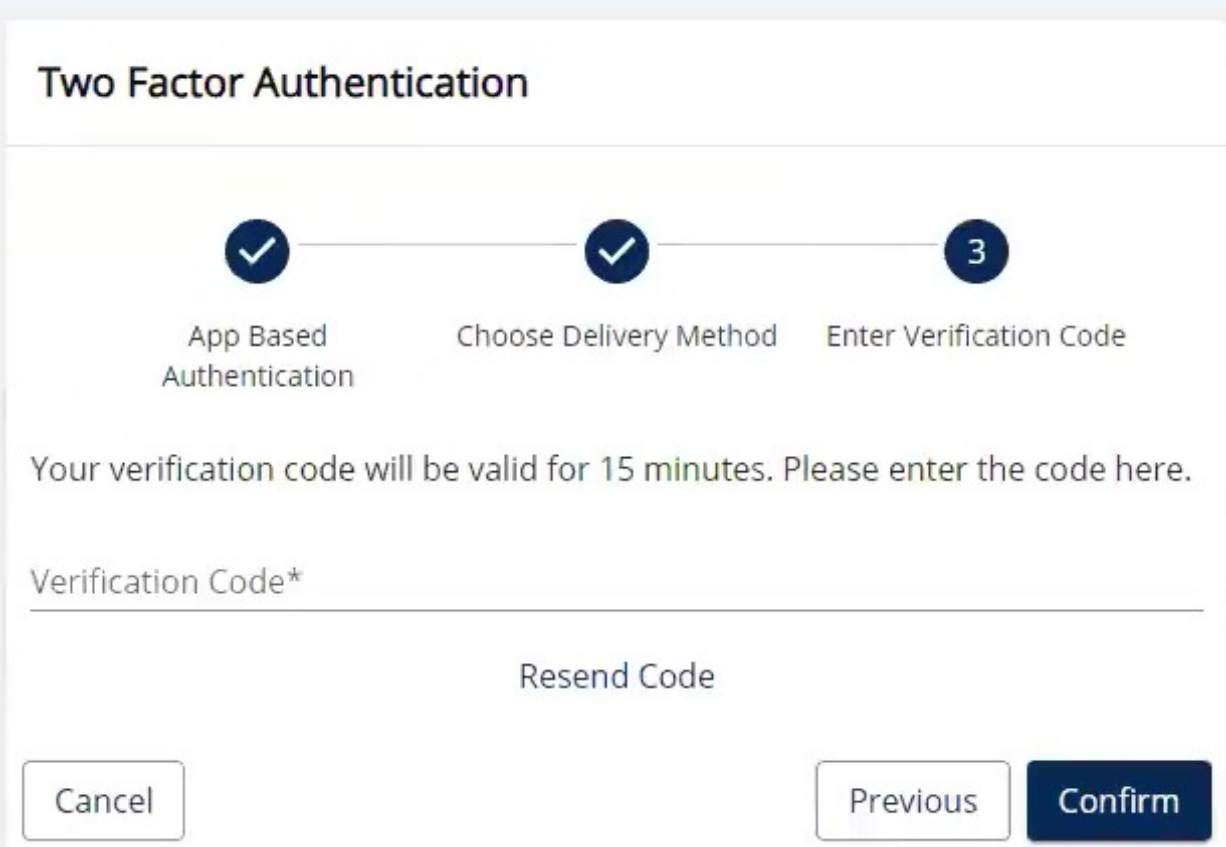 Two Factor Authentication
3
App Based
Authentication
Choose Delivery Method
Enter Verification Code
Your verification code will be valid for 15 minutes. Please enter the code here.
Verification Code*
Resend Code
Cancel
Previous
Confirm